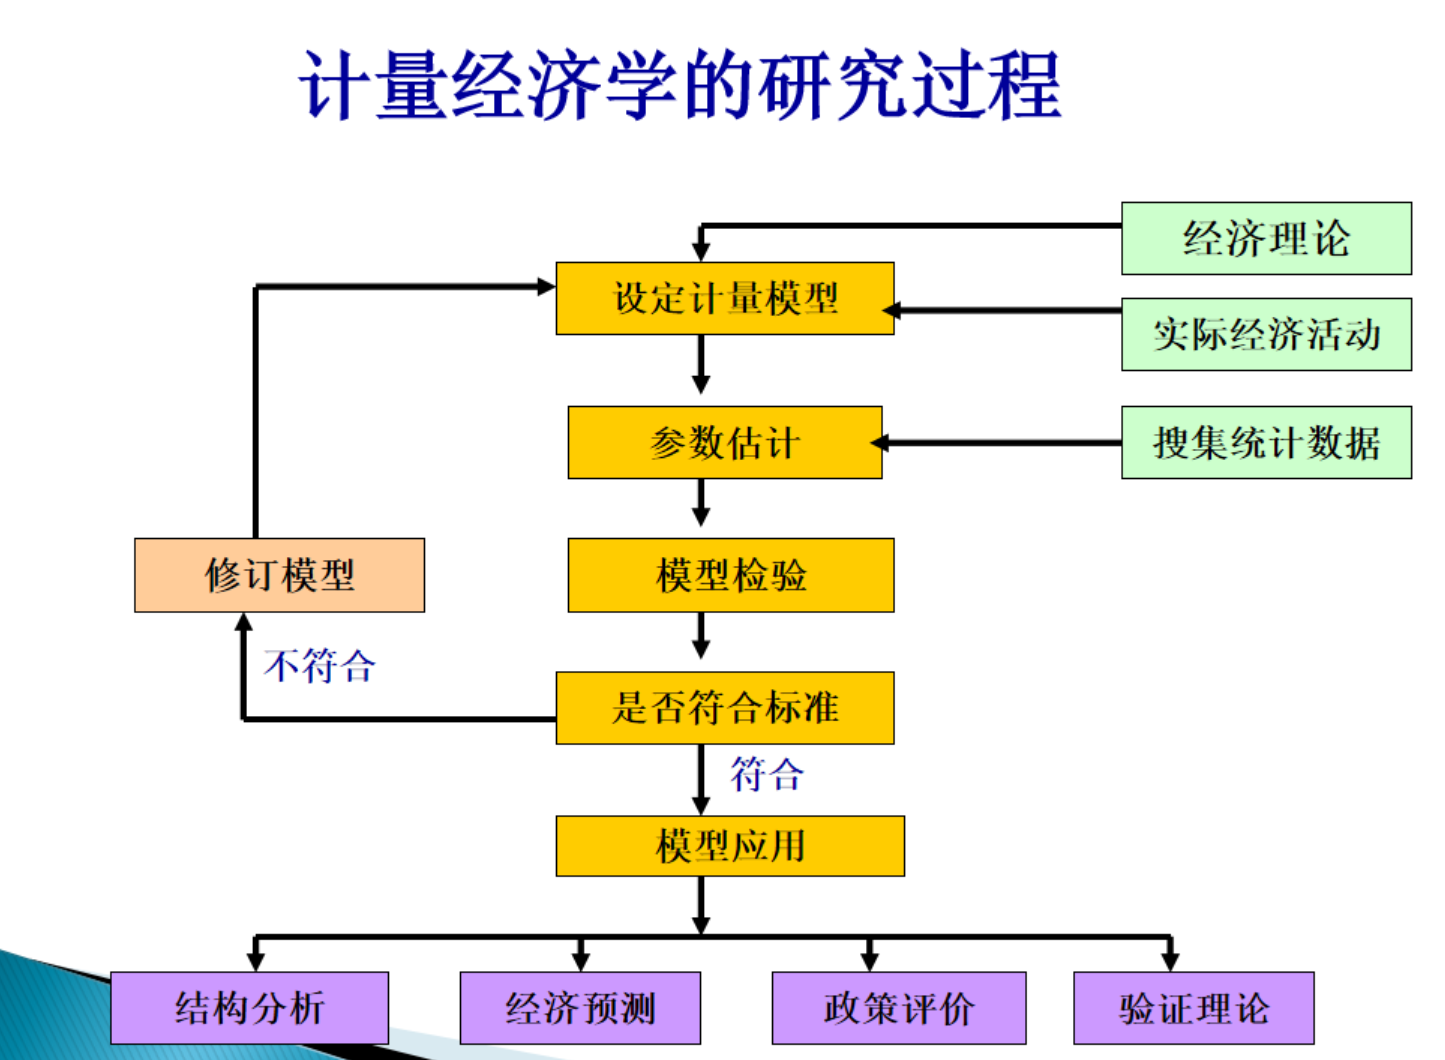 计量经济学的研究过程
经济理论
设定计量模型
实际经济活动
参数估计
搜集统计数据
修订模型
模型检验
不符合
是否符合标准
符合
模型应用
结构分析
经济预测
政策评价
验证理论